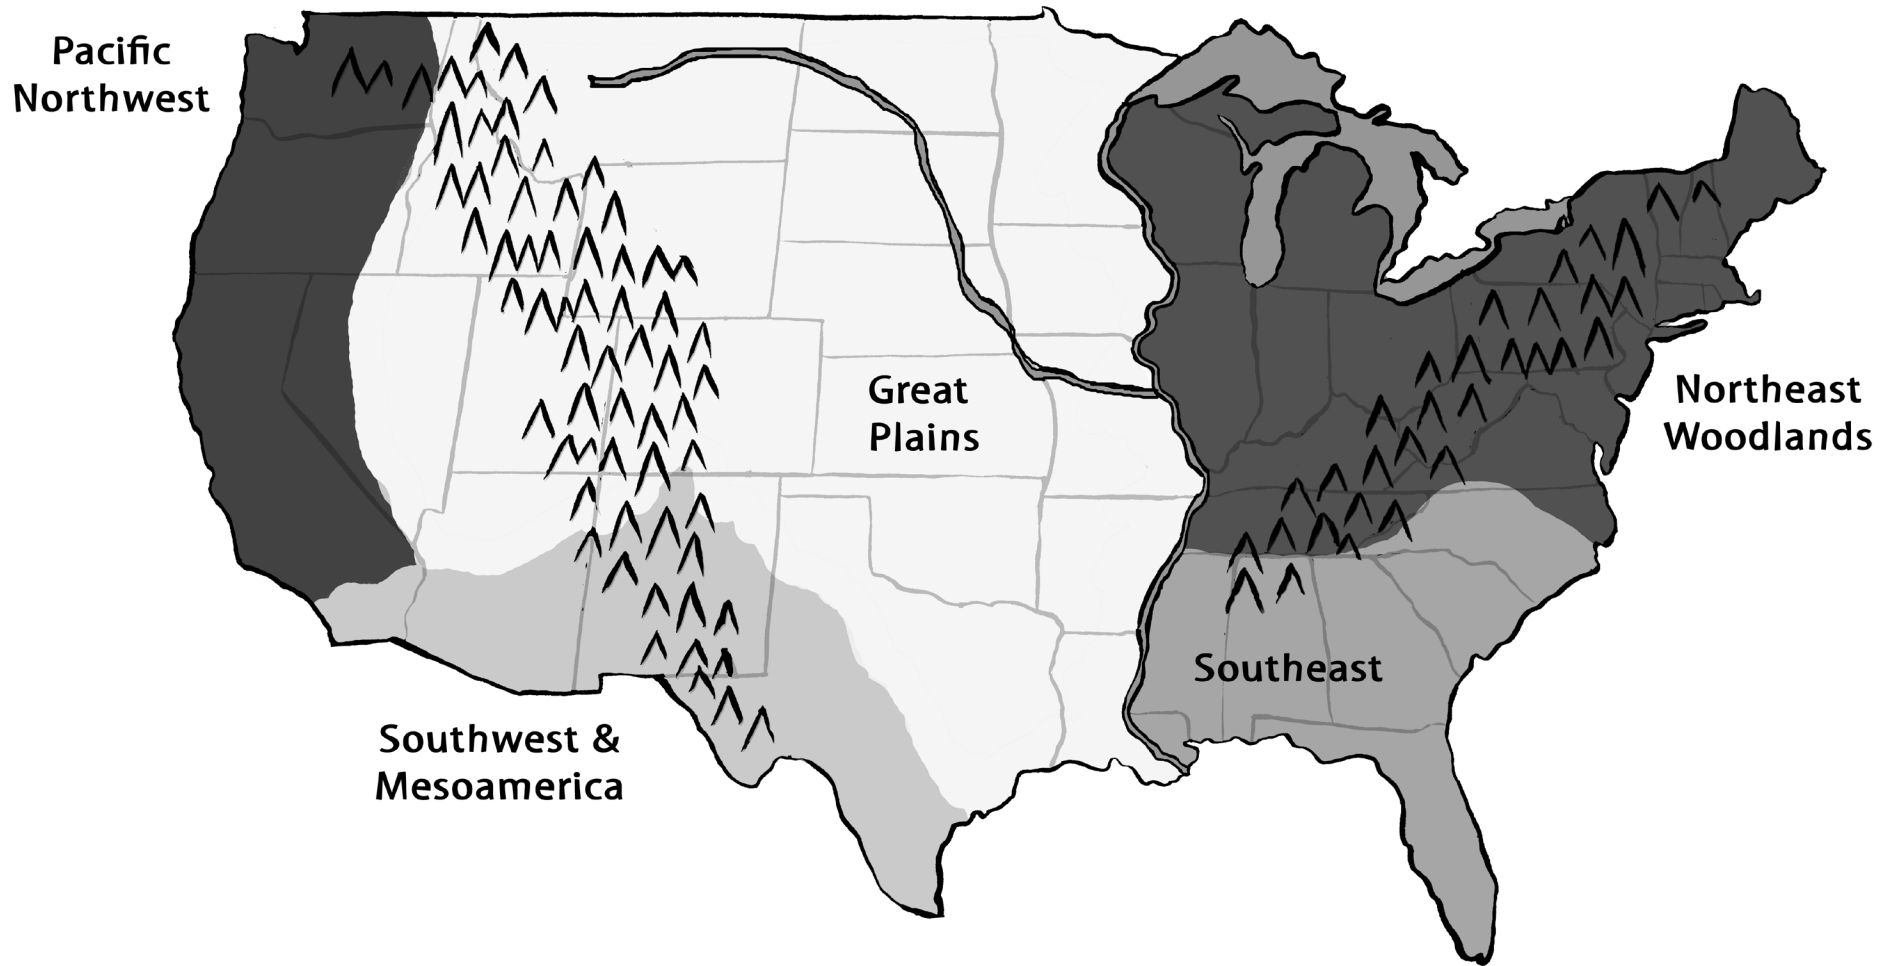 Pacific
Northwest
Great
Plains
Northeast
Woodlands
Southeast
Southwest &
Mesoamerica